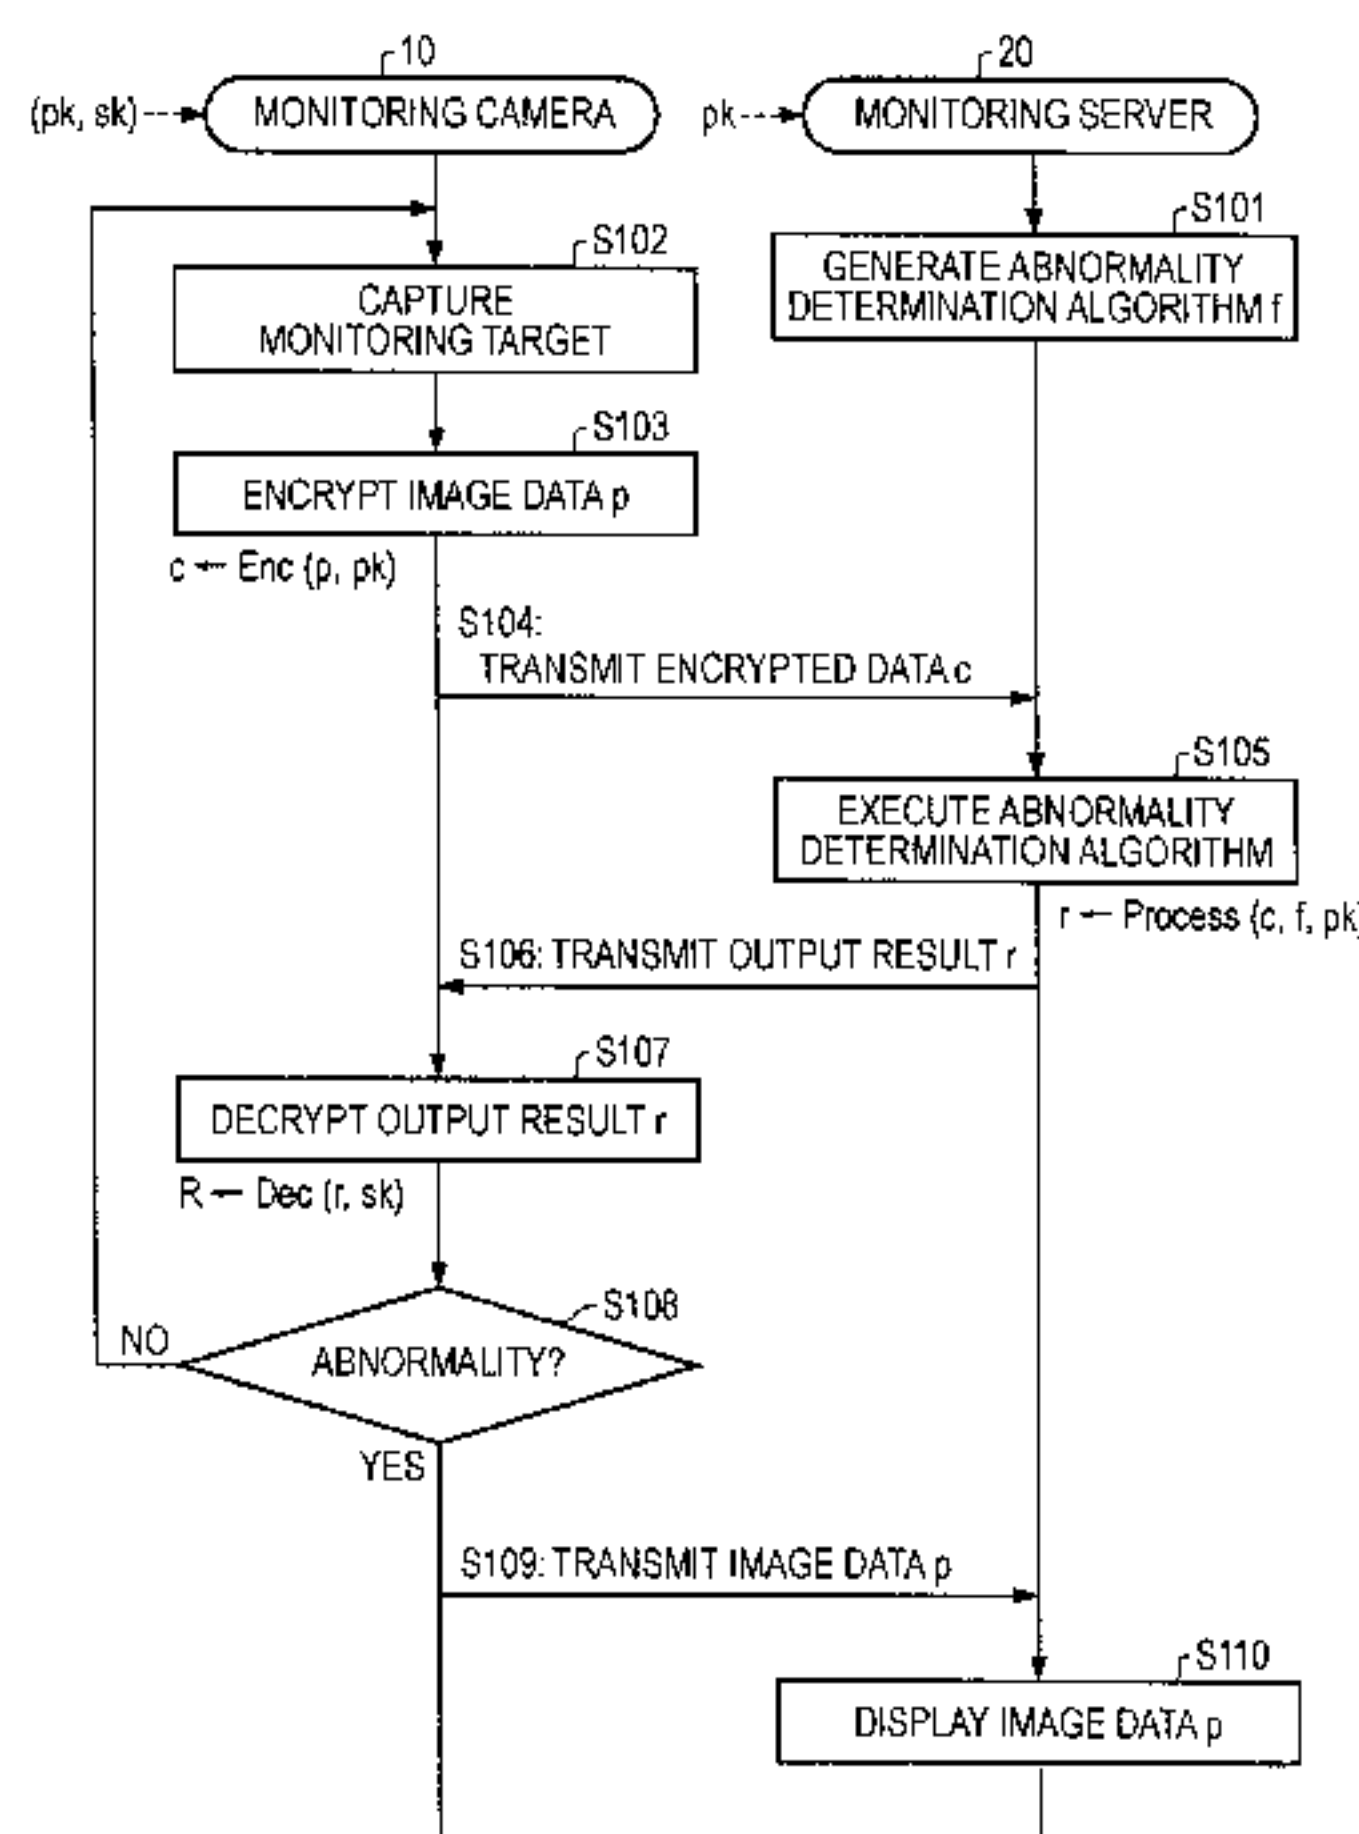 10
20
(pk, sk)
MONITORING CAMERA
pk
MONITORING SERVER
S101
GENERATE ABNORMALITY
DETERMINATION ALGORITHM f
S102
CAPTURE
MONITORING TARGET
S103
ENCRYPT IMAGE DATA p
c ← Enc (p, pk)
S104:
TRANSMIT ENCRYPTED DATA c
S105
EXECUTE ABNORMALITY
DETERMINATION ALGORITHM
r ← Process (c, f, pk)
S106: TRANSMIT OUTPUT RESULT r
S107
DECRYPT OUTPUT RESULT r
R ← Dec (r, sk)
S108
ABNORMALITY?
NO
YES
S109: TRANSMIT IMAGE DATA p
S110
DISPLAY IMAGE DATA p